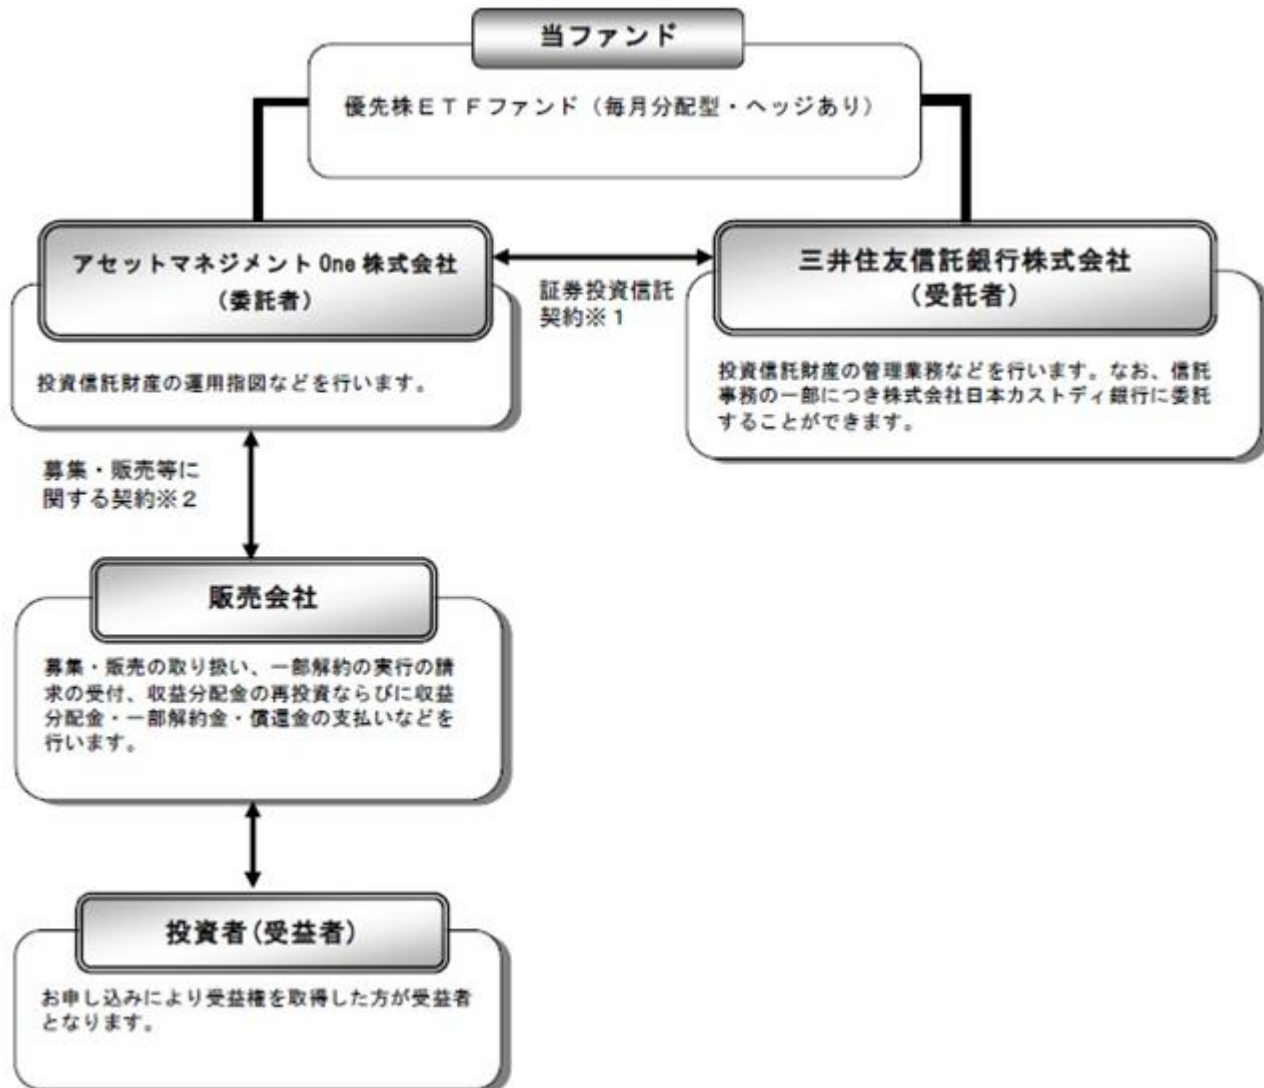 当ファンド
優先株ETFファンド（毎月分配型・ヘッジあり）
アセットマネジメント One 株式会社
（委託者）
投資信託財産の運用指図などを行います。
証券投資信託
契約※１
三井住友信託銀行株式会社
（受託者）
投資信託財産の管理業務などを行います。なお、信託
事務の一部につき株式会社日本カストディ銀行に委託
することができます。
募集・販売等に
関する契約※２
販売会社
募集・販売の取り扱い、一部解約の実行の請
求の受付、収益分配金の再投資ならびに収益
分配金・一部解約金・償還金の支払いなどを
行います。
投資者(受益者)
お申し込みにより受益権を取得した方が受益者
となります。